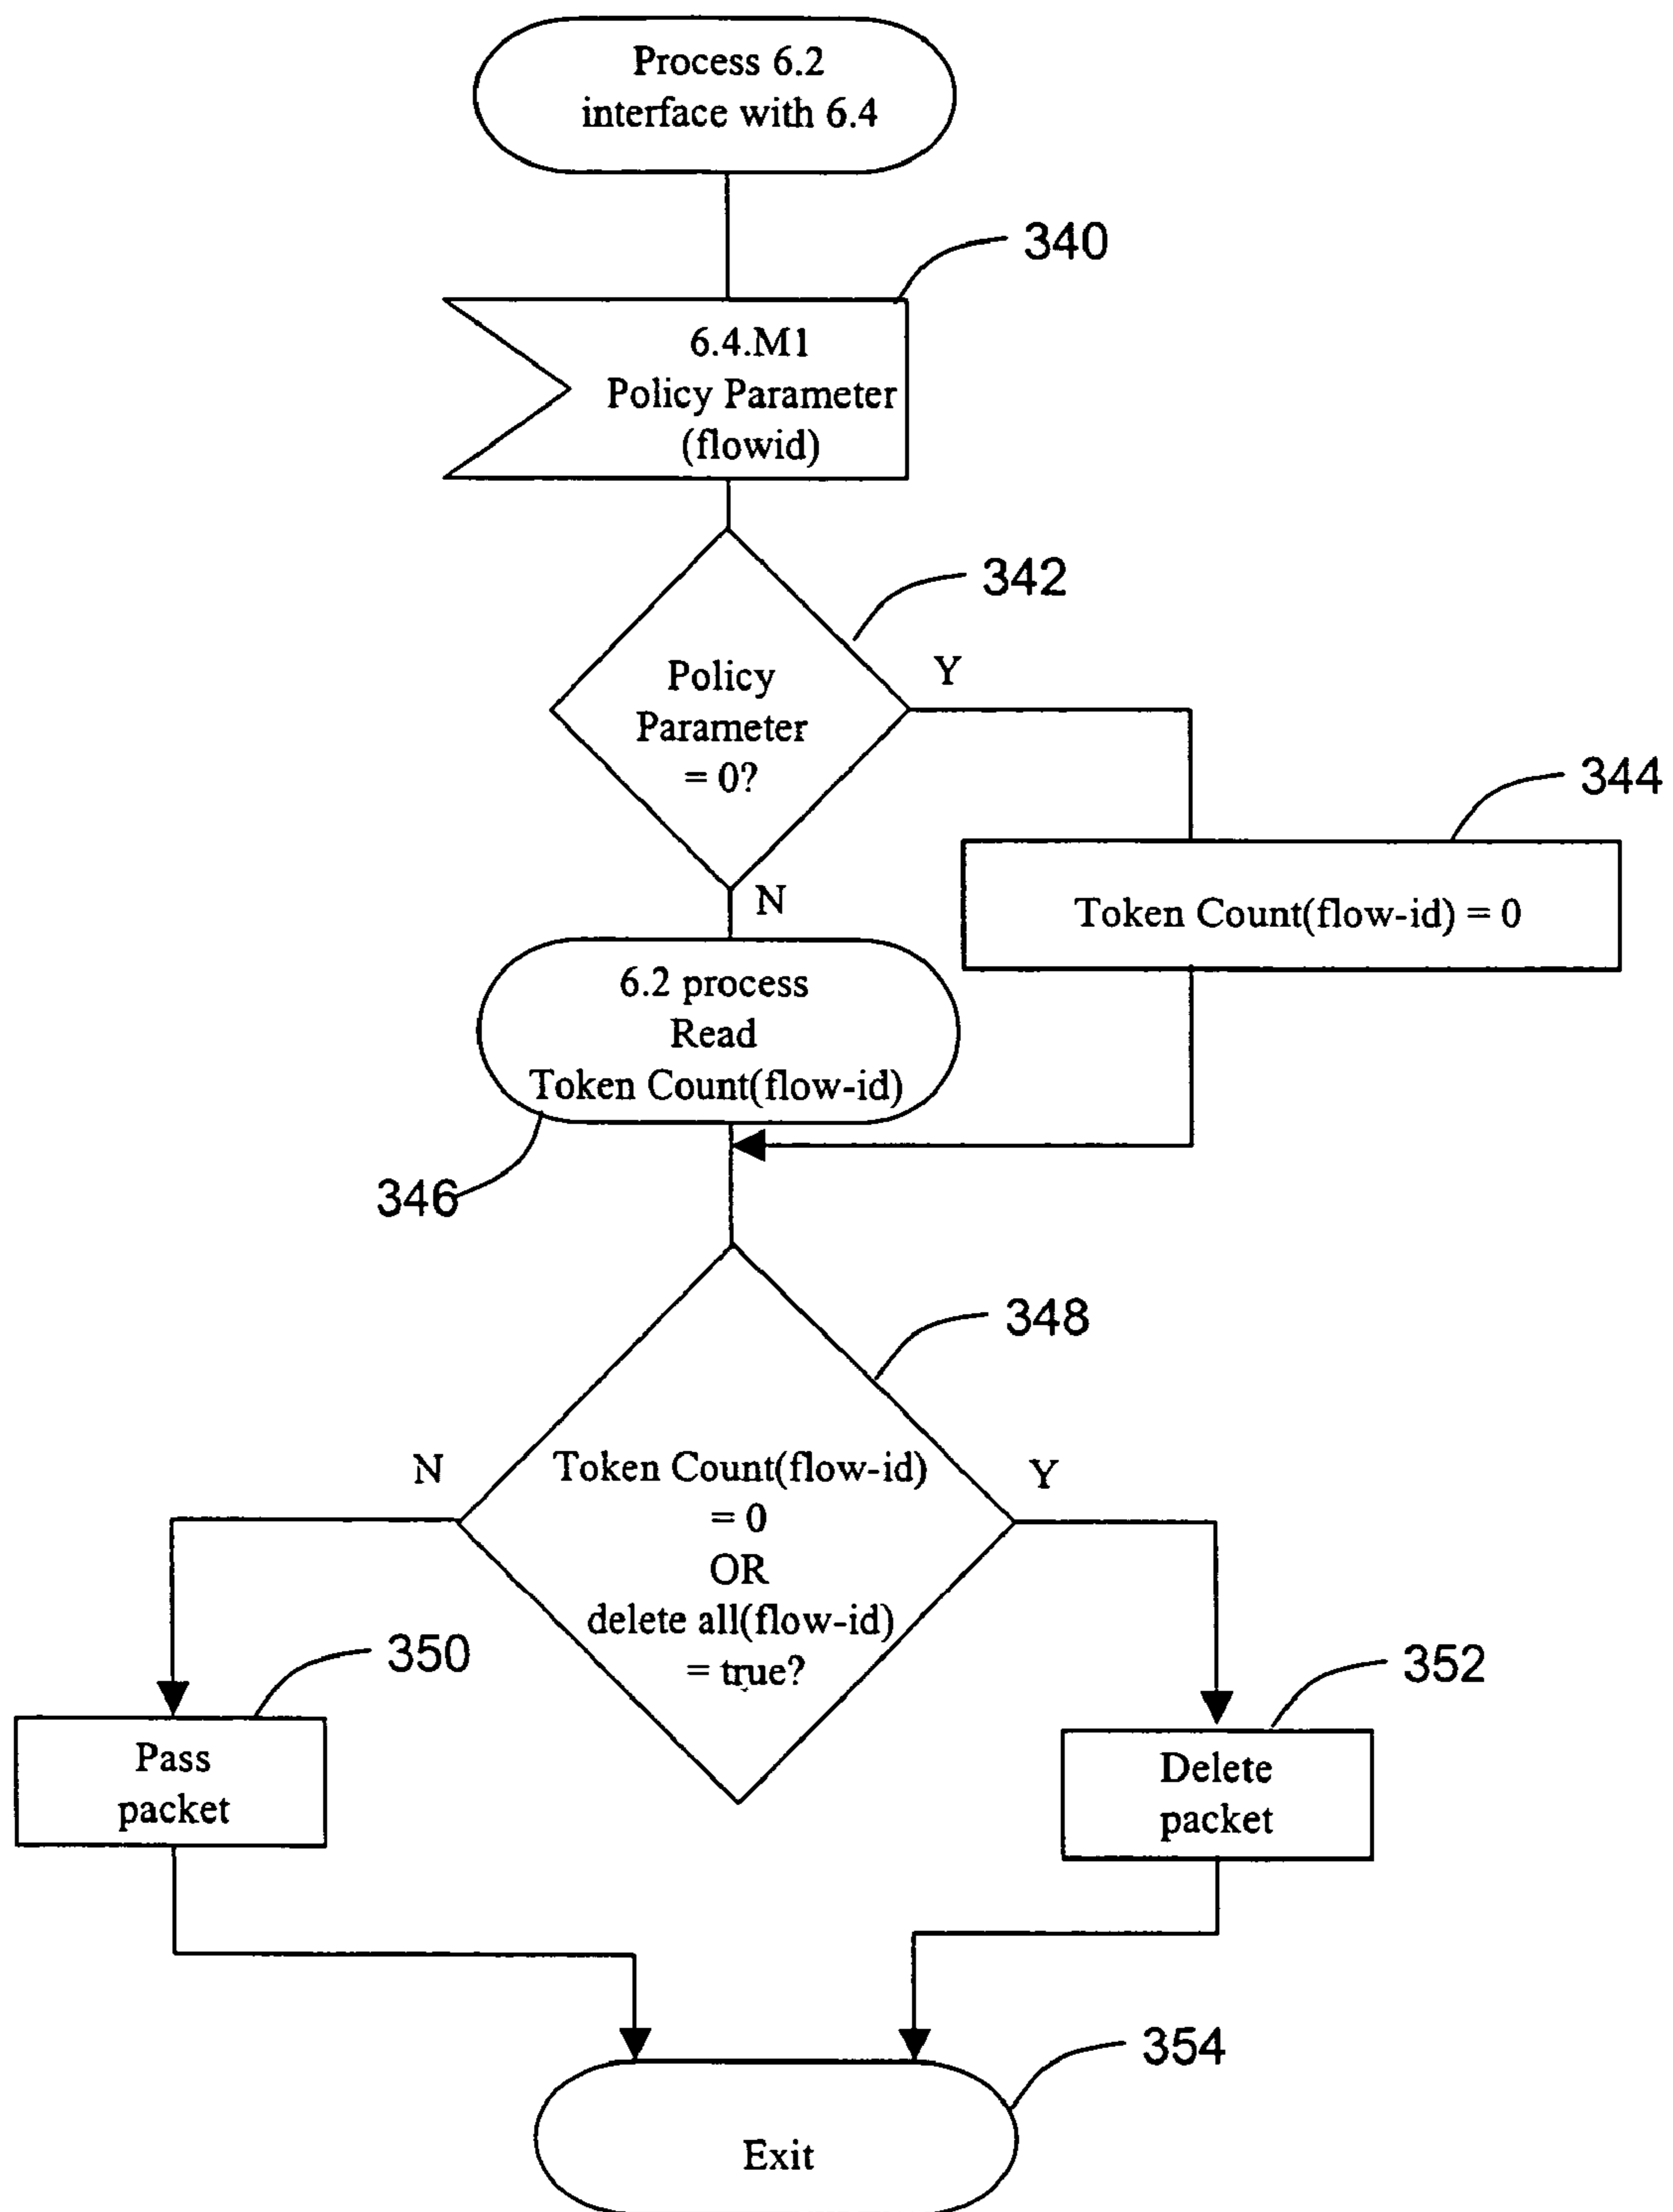 Process 6.2
interface with 6.4
340
6.4.M1
Policy Parameter
(flowid)
342
Policy
Parameter
= 0?
Y
344
Token Count(flow-id) = 0
N
6.2 process
Read
Token Count(flow-id)
346
348
N
Token Count(flow-id)
= 0
OR
delete all(flow-id)
= true?
Y
350
Pass
packet
352
Delete
packet
354
Exit